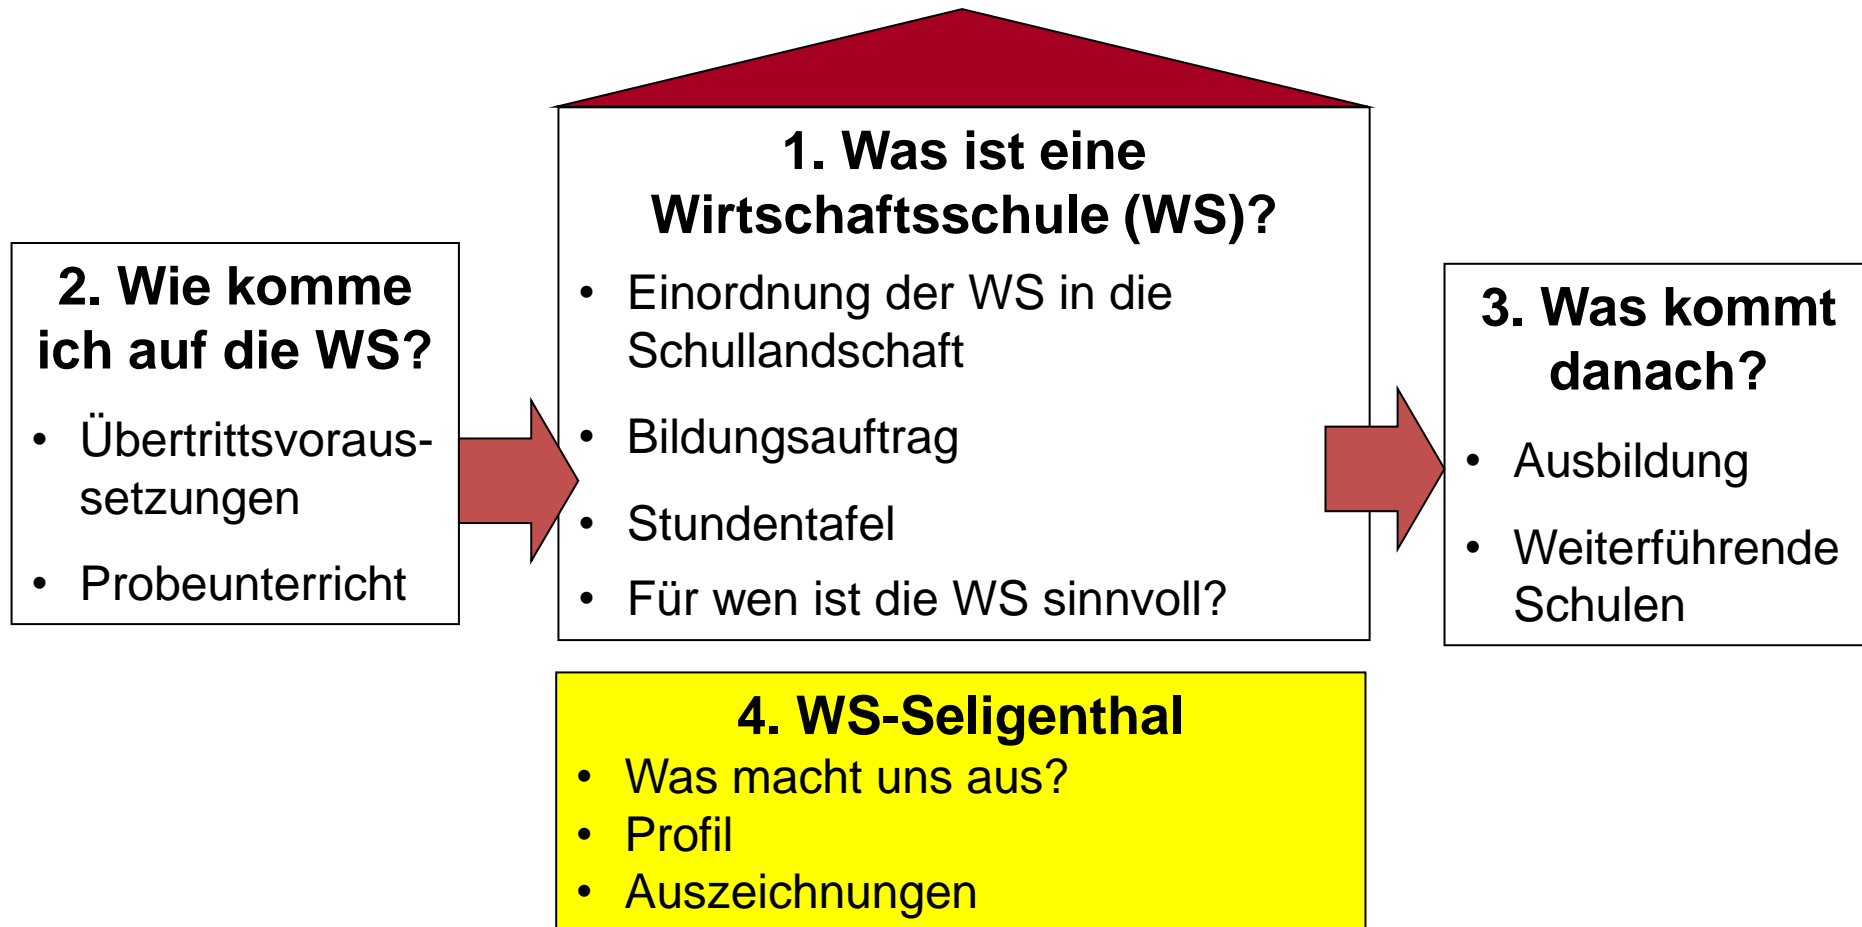 1. Was ist eine
Wirtschaftsschule (WS)?
• Einordnung der WS in die
Schullandschaft
• Bildungsauftrag
• Stundentafel
• Für wen ist die WS sinnvoll?
2. Wie komme
ich auf die WS?
• Übertrittsvoraus-
setzungen
• Probeunterricht
3. Was kommt
danach?
• Ausbildung
• Weiterführende
Schulen
4. WS-Seligenthal
• Was macht uns aus?
• Profil
• Auszeichnungen